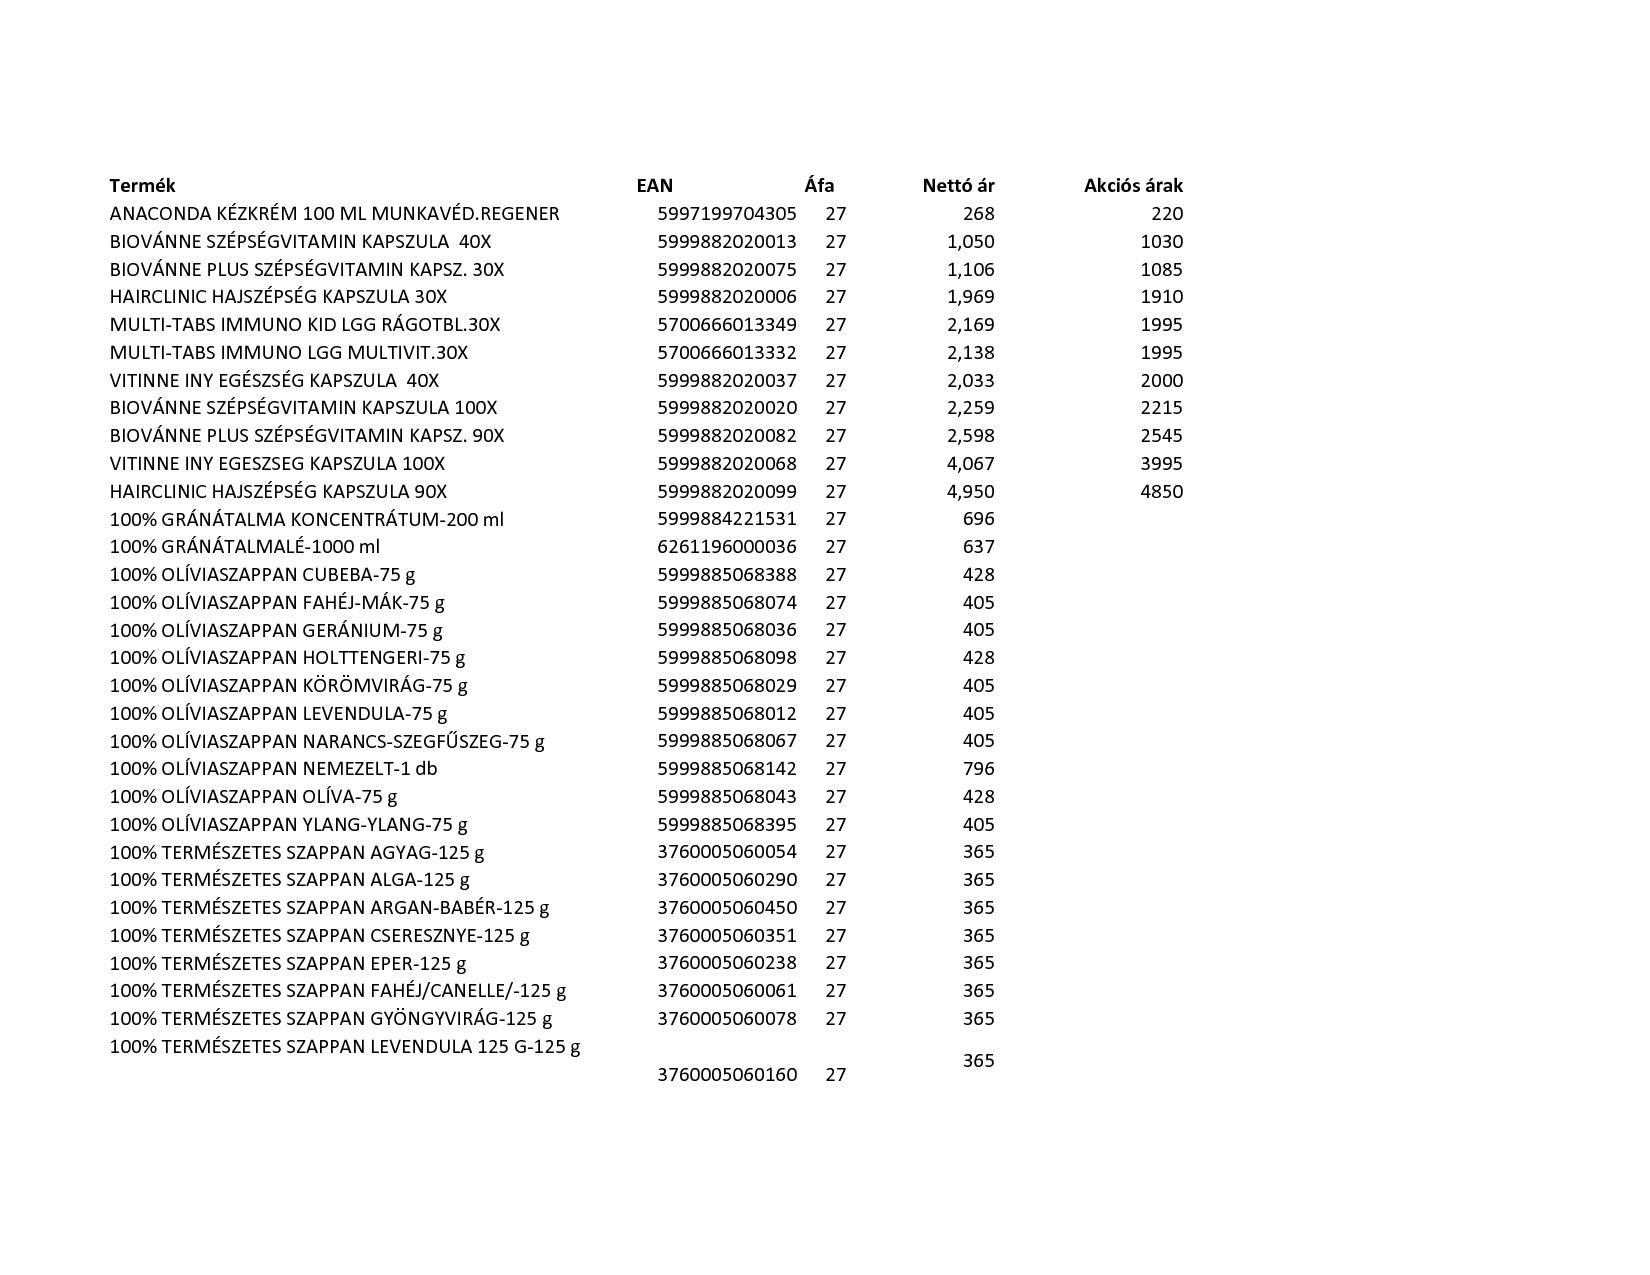 Termék EAN Áfa Nettó ár Akciós árak
ANACONDA KÉZKRÉM 100 ML MUNKAVÉD.REGENER 5997199704305 27 268 220
BIOVÁNNE SZÉPSÉGVITAMIN KAPSZULA  40X 5999882020013 27 1,050 1030
BIOVÁNNE PLUS SZÉPSÉGVITAMIN KAPSZ. 30X 5999882020075 27 1,106 1085
HAIRCLINIC HAJSZÉPSÉG KAPSZULA 30X 5999882020006 27 1,969 1910
MULTI-TABS IMMUNO KID LGG RÁGOTBL.30X 5700666013349 27 2,169 1995
MULTI-TABS IMMUNO LGG MULTIVIT.30X 5700666013332 27 2,138 1995
VITINNE INY EGÉSZSÉG KAPSZULA  40X 5999882020037 27 2,033 2000
BIOVÁNNE SZÉPSÉGVITAMIN KAPSZULA 100X 5999882020020 27 2,259 2215
BIOVÁNNE PLUS SZÉPSÉGVITAMIN KAPSZ. 90X 5999882020082 27 2,598 2545
VITINNE INY EGESZSEG KAPSZULA 100X 5999882020068 27 4,067 3995
HAIRCLINIC HAJSZÉPSÉG KAPSZULA 90X 5999882020099 27 4,950 4850
100% GRÁNÁTALMA KONCENTRÁTUM-200 ml 5999884221531 27 696
100% GRÁNÁTALMALÉ-1000 ml 6261196000036 27 637
100% OLÍVIASZAPPAN CUBEBA-75 g 5999885068388 27 428
100% OLÍVIASZAPPAN FAHÉJ-MÁK-75 g 5999885068074 27 405
100% OLÍVIASZAPPAN GERÁNIUM-75 g 5999885068036 27 405
100% OLÍVIASZAPPAN HOLTTENGERI-75 g 5999885068098 27 428
100% OLÍVIASZAPPAN KÖRÖMVIRÁG-75 g 5999885068029 27 405
100% OLÍVIASZAPPAN LEVENDULA-75 g 5999885068012 27 405
100% OLÍVIASZAPPAN NARANCS-SZEGFŰSZEG-75 g 5999885068067 27 405
100% OLÍVIASZAPPAN NEMEZELT-1 db 5999885068142 27 796
100% OLÍVIASZAPPAN OLÍVA-75 g 5999885068043 27 428
100% OLÍVIASZAPPAN YLANG-YLANG-75 g 5999885068395 27 405
100% TERMÉSZETES SZAPPAN AGYAG-125 g 3760005060054 27 365
100% TERMÉSZETES SZAPPAN ALGA-125 g 3760005060290 27 365
100% TERMÉSZETES SZAPPAN ARGAN-BABÉR-125 g 3760005060450 27 365
100% TERMÉSZETES SZAPPAN CSERESZNYE-125 g 3760005060351 27 365
100% TERMÉSZETES SZAPPAN EPER-125 g 3760005060238 27 365
100% TERMÉSZETES SZAPPAN FAHÉJ/CANELLE/-125 g 3760005060061 27 365
100% TERMÉSZETES SZAPPAN GYÖNGYVIRÁG-125 g 3760005060078 27 365
100% TERMÉSZETES SZAPPAN LEVENDULA 125 G-125 g 3760005060160 27 365